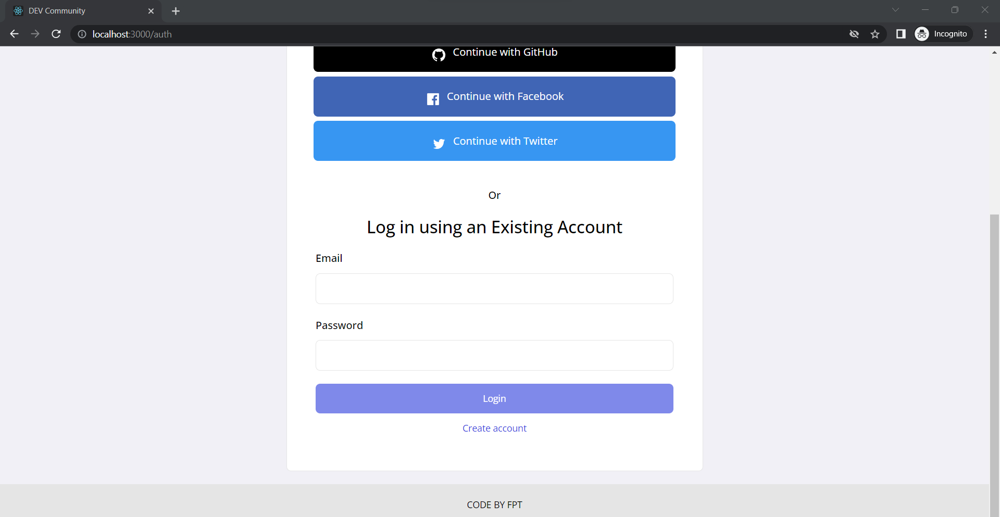 DEV Community
localhost:3000/auth
Incognito
Continue with GitHub
Continue with Facebook
Continue with Twitter
Or
Log in using an Existing Account
Email
Password
Login
Create account
CODE BY FPT